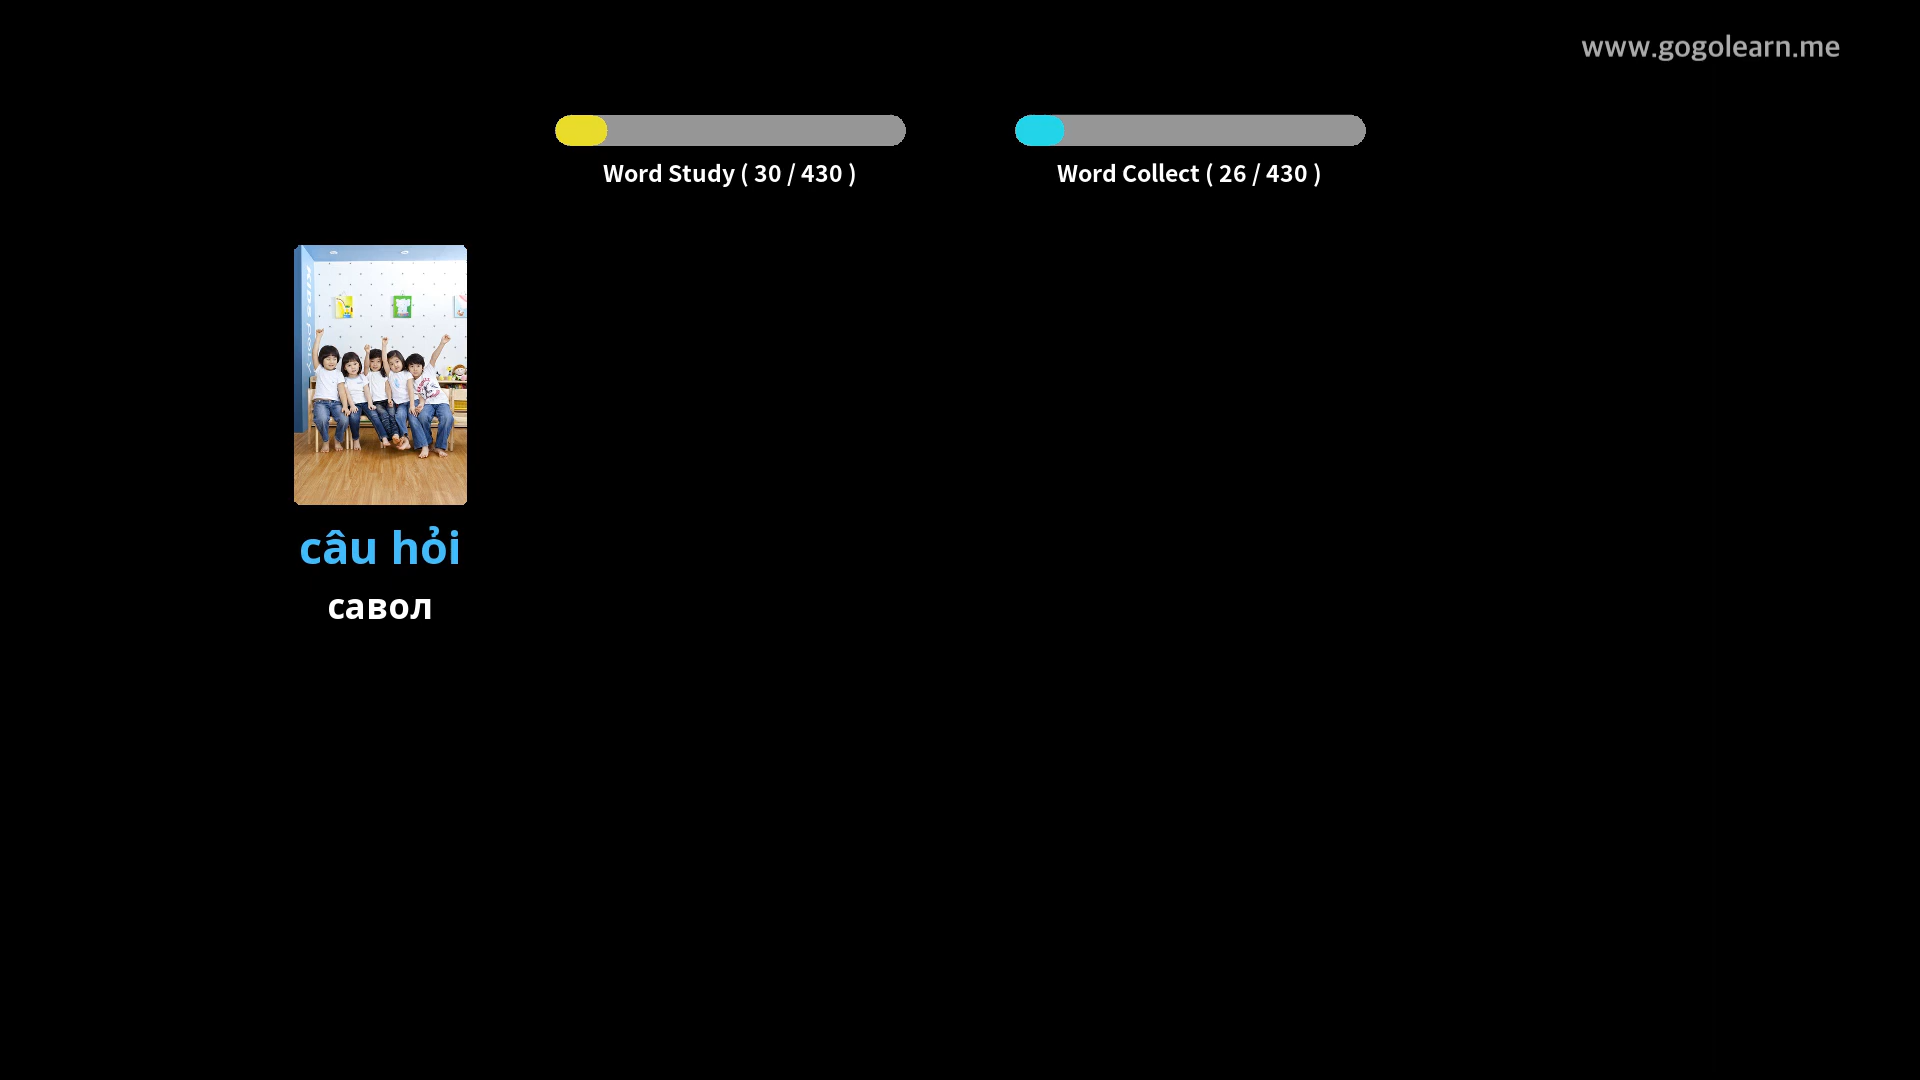 www.gogolearn.me
Word Study ( 30 / 430 )
Word Collect ( 26 / 430 )
câu hỏi
савол